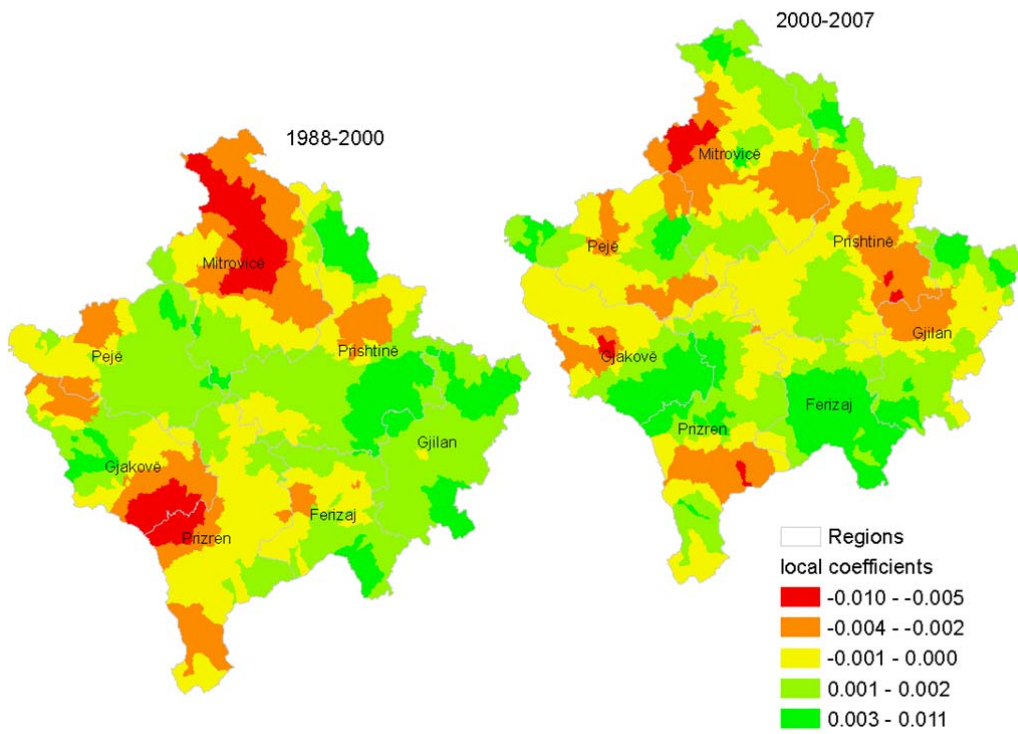 2000-2007
1988-2000
Mitrovicë
Pejë
Prishtinë
Gjilan
Gjakovë
Ferizaj
Prizren
Mitrovicë
Prishtinë
Pejë
Gjilan
Gjakovë
Ferizaj
Prizren
Regions
local coefficients
-0.010 - -0.005
-0.004 - -0.002
-0.001 - 0.000
0.001 - 0.002
0.003 - 0.011